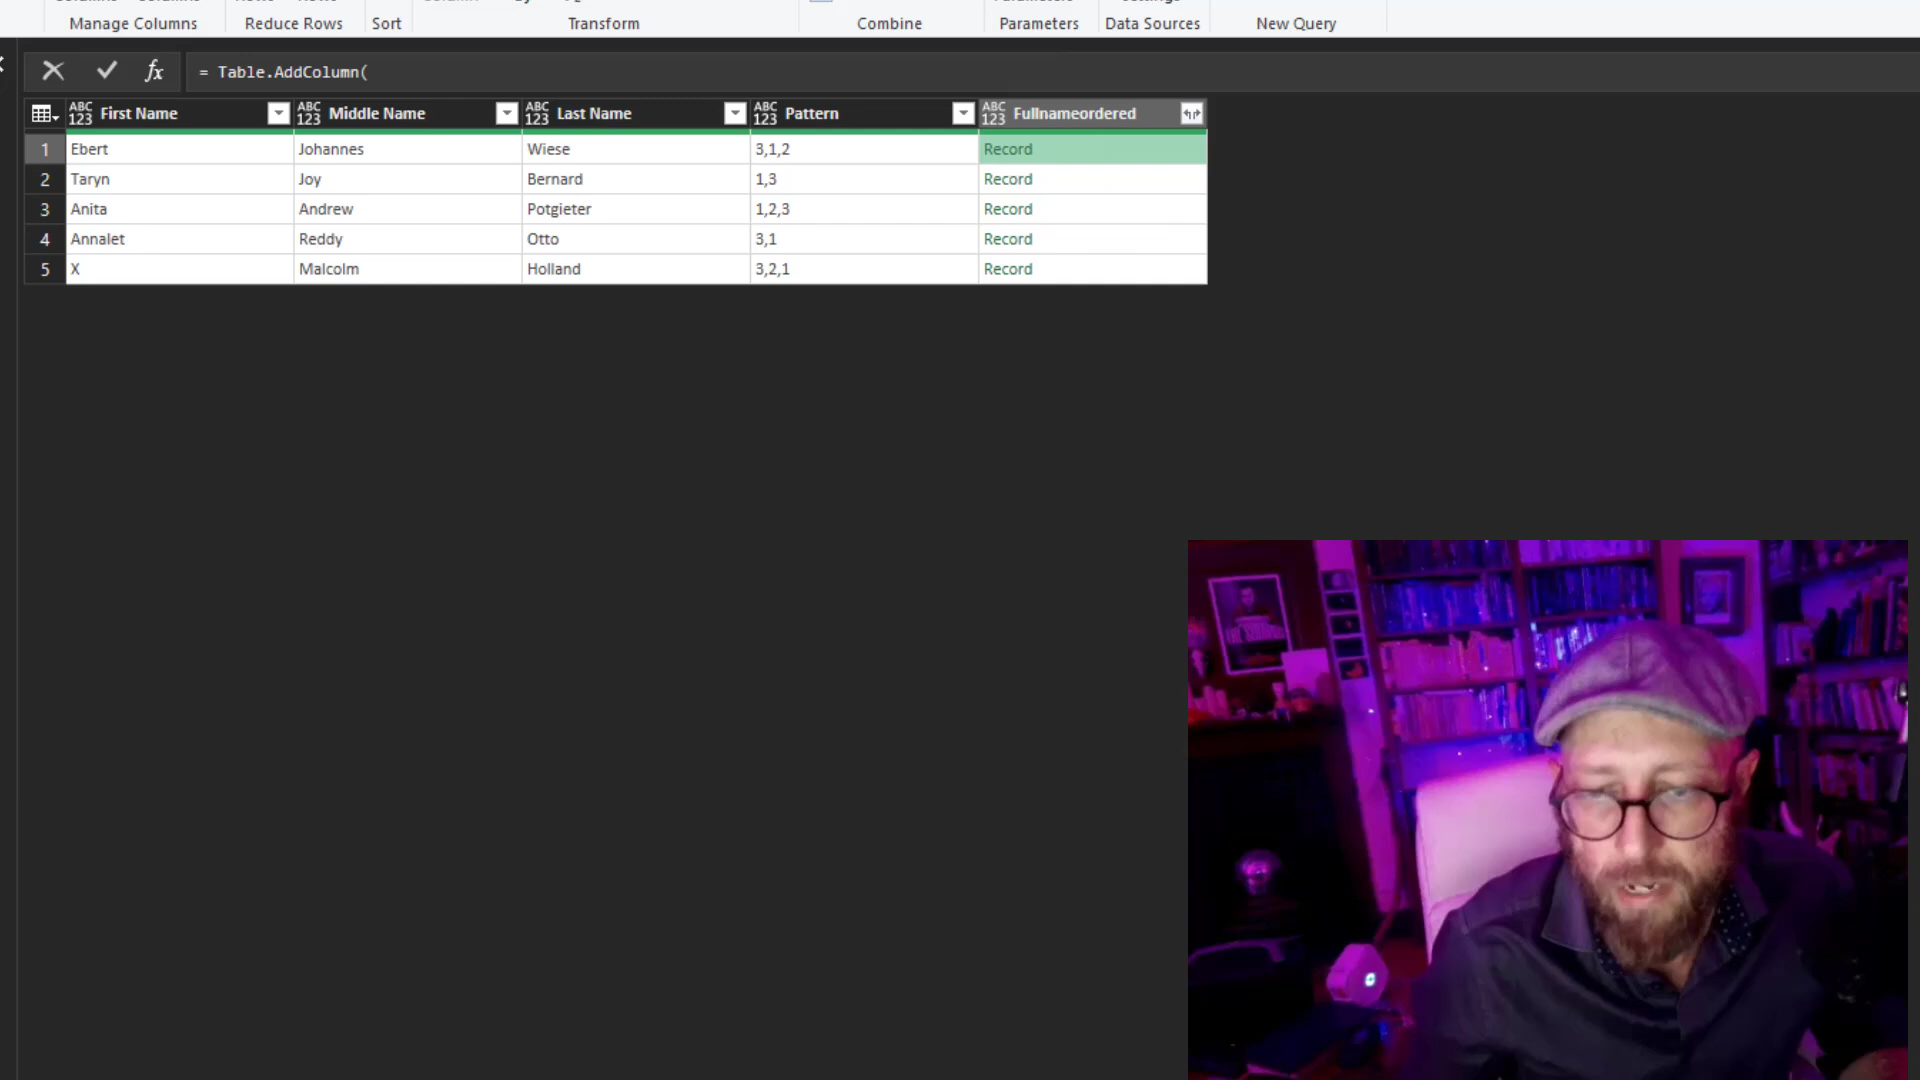 Manage Columns Reduce Rows Sort Transform Combine Parameters Data Sources New Query
fx = Table.AddColumn(
ABC 123 First Name ABC 123 Middle Name ABC 123 Last Name ABC 123 Pattern ABC 123 Fullnameordered
1 Ebert Johannes Wiese 3,1,2 Record
2 Taryn Joy Bernard 1,3 Record
3 Anita Andrew Potgieter 1,2,3 Record
4 Annalet Reddy Otto 3,1 Record
5 X Malcolm Holland 3,2,1 Record